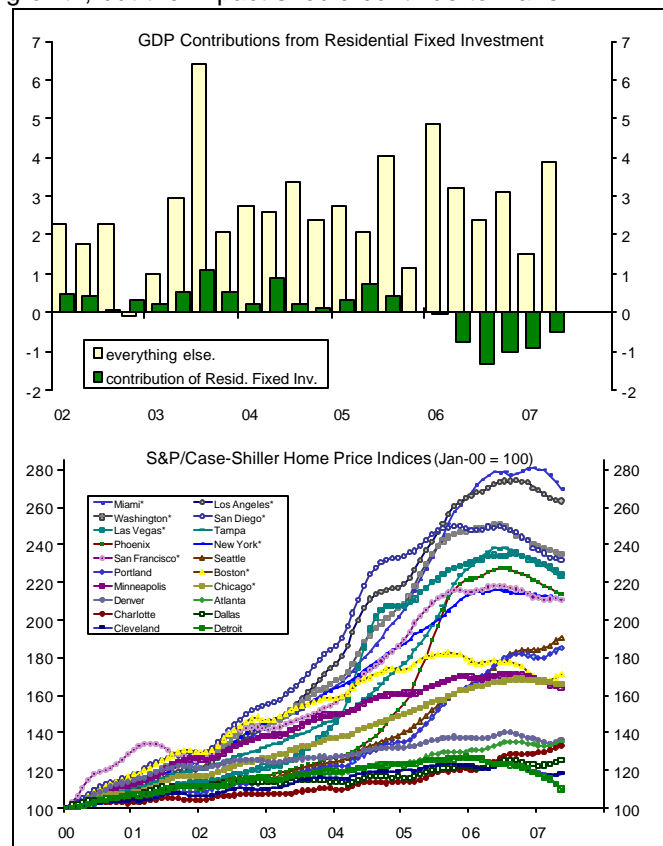 GDP Contributions from Residential Fixed Investment
7 7
6 6
5 5
4 4
3 3
2 2
1 1
0 0
-1 -1
-2 -2
everything else.
contribution of Resid. Fixed Inv.
02 03 04 05 06 07
S&P/Case-Shiller Home Price Indices (Jan-00 = 100)
280 280
260 260
240 240
220 220
200 200
180 180
160 160
140 140
120 120
100 100
Miami* Los Angeles*
Washington* San Diego*
Las Vegas* Tampa
Phoenix New York*
San Francisco* Seattle
Portland Boston*
Minneapolis Chicago*
Denver Atlanta
Charlotte Dallas
Cleveland Detroit
00 01 02 03 04 05 06 07